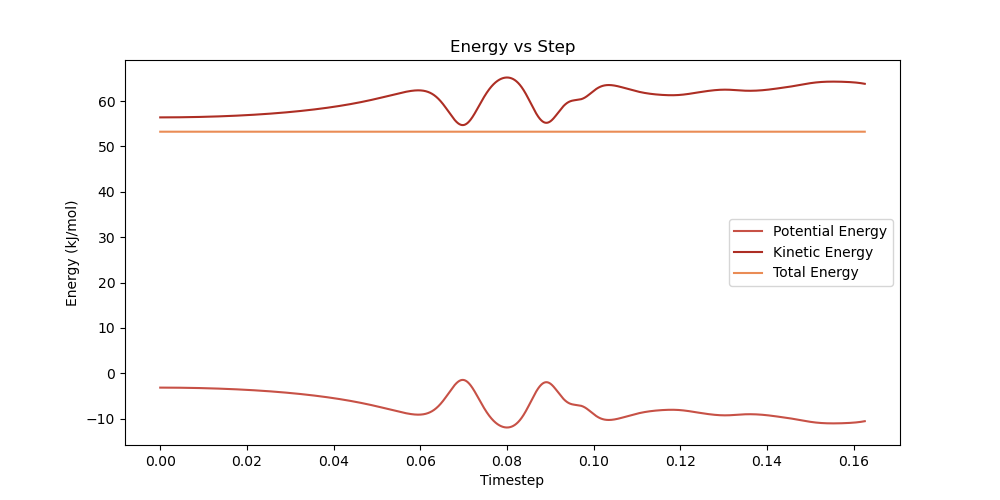 Energy vs Step
60
50
40
30
20
10
0
−10
Energy (kJ/mol)
Potential Energy
Kinetic Energy
Total Energy
0.00 0.02 0.04 0.06 0.08 0.10 0.12 0.14 0.16
Timestep